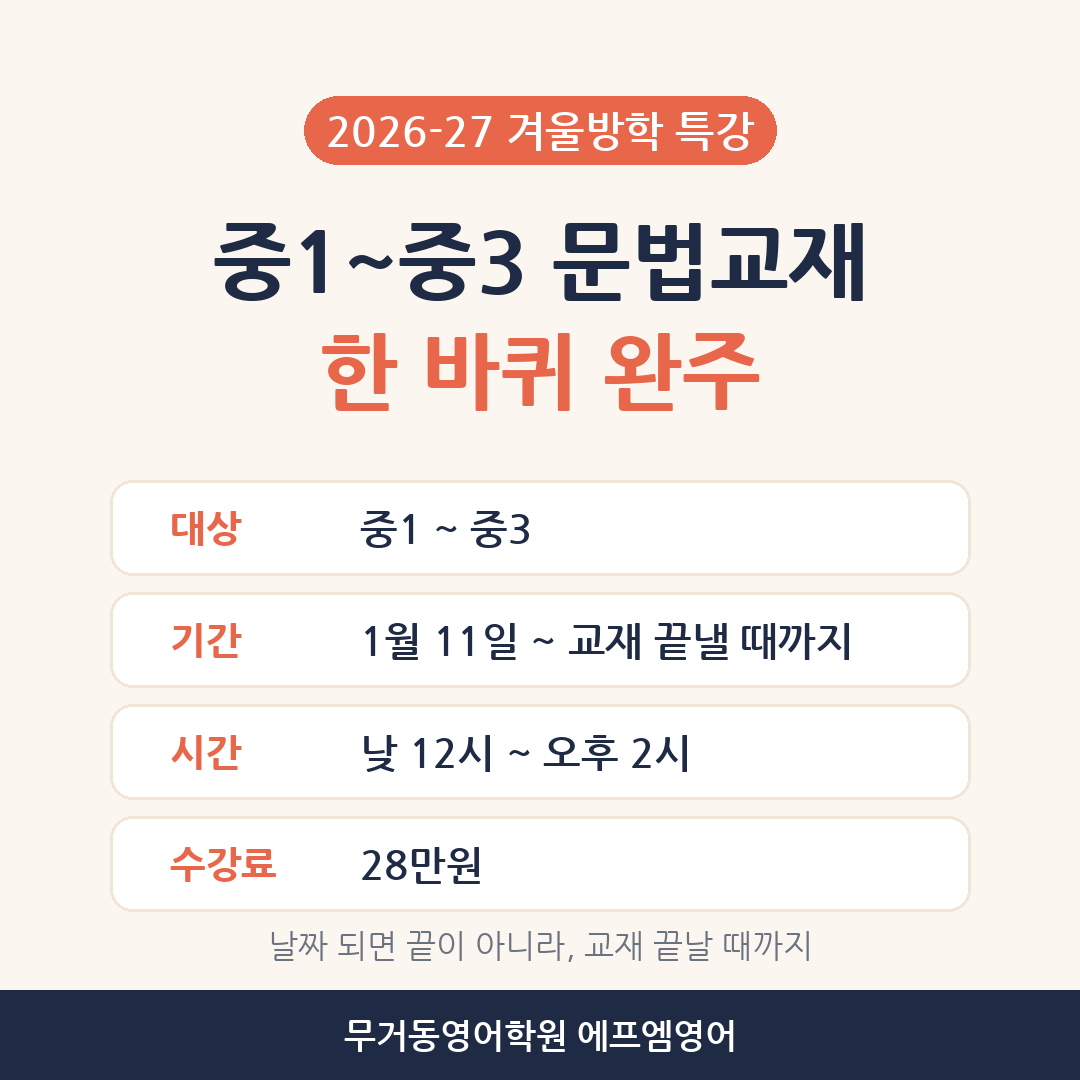 2026-27 겨울방학 특강
중1~중3 문법교재
한 바퀴 완주
대상 중1 ~ 중3
기간 1월 11일 ~ 교재 끝낼 때까지
시간 낮 12시 ~ 오후 2시
수강료 28만원
날짜 되면 끝이 아니라, 교재 끝날 때까지
무거동영어학원 에프엠영어